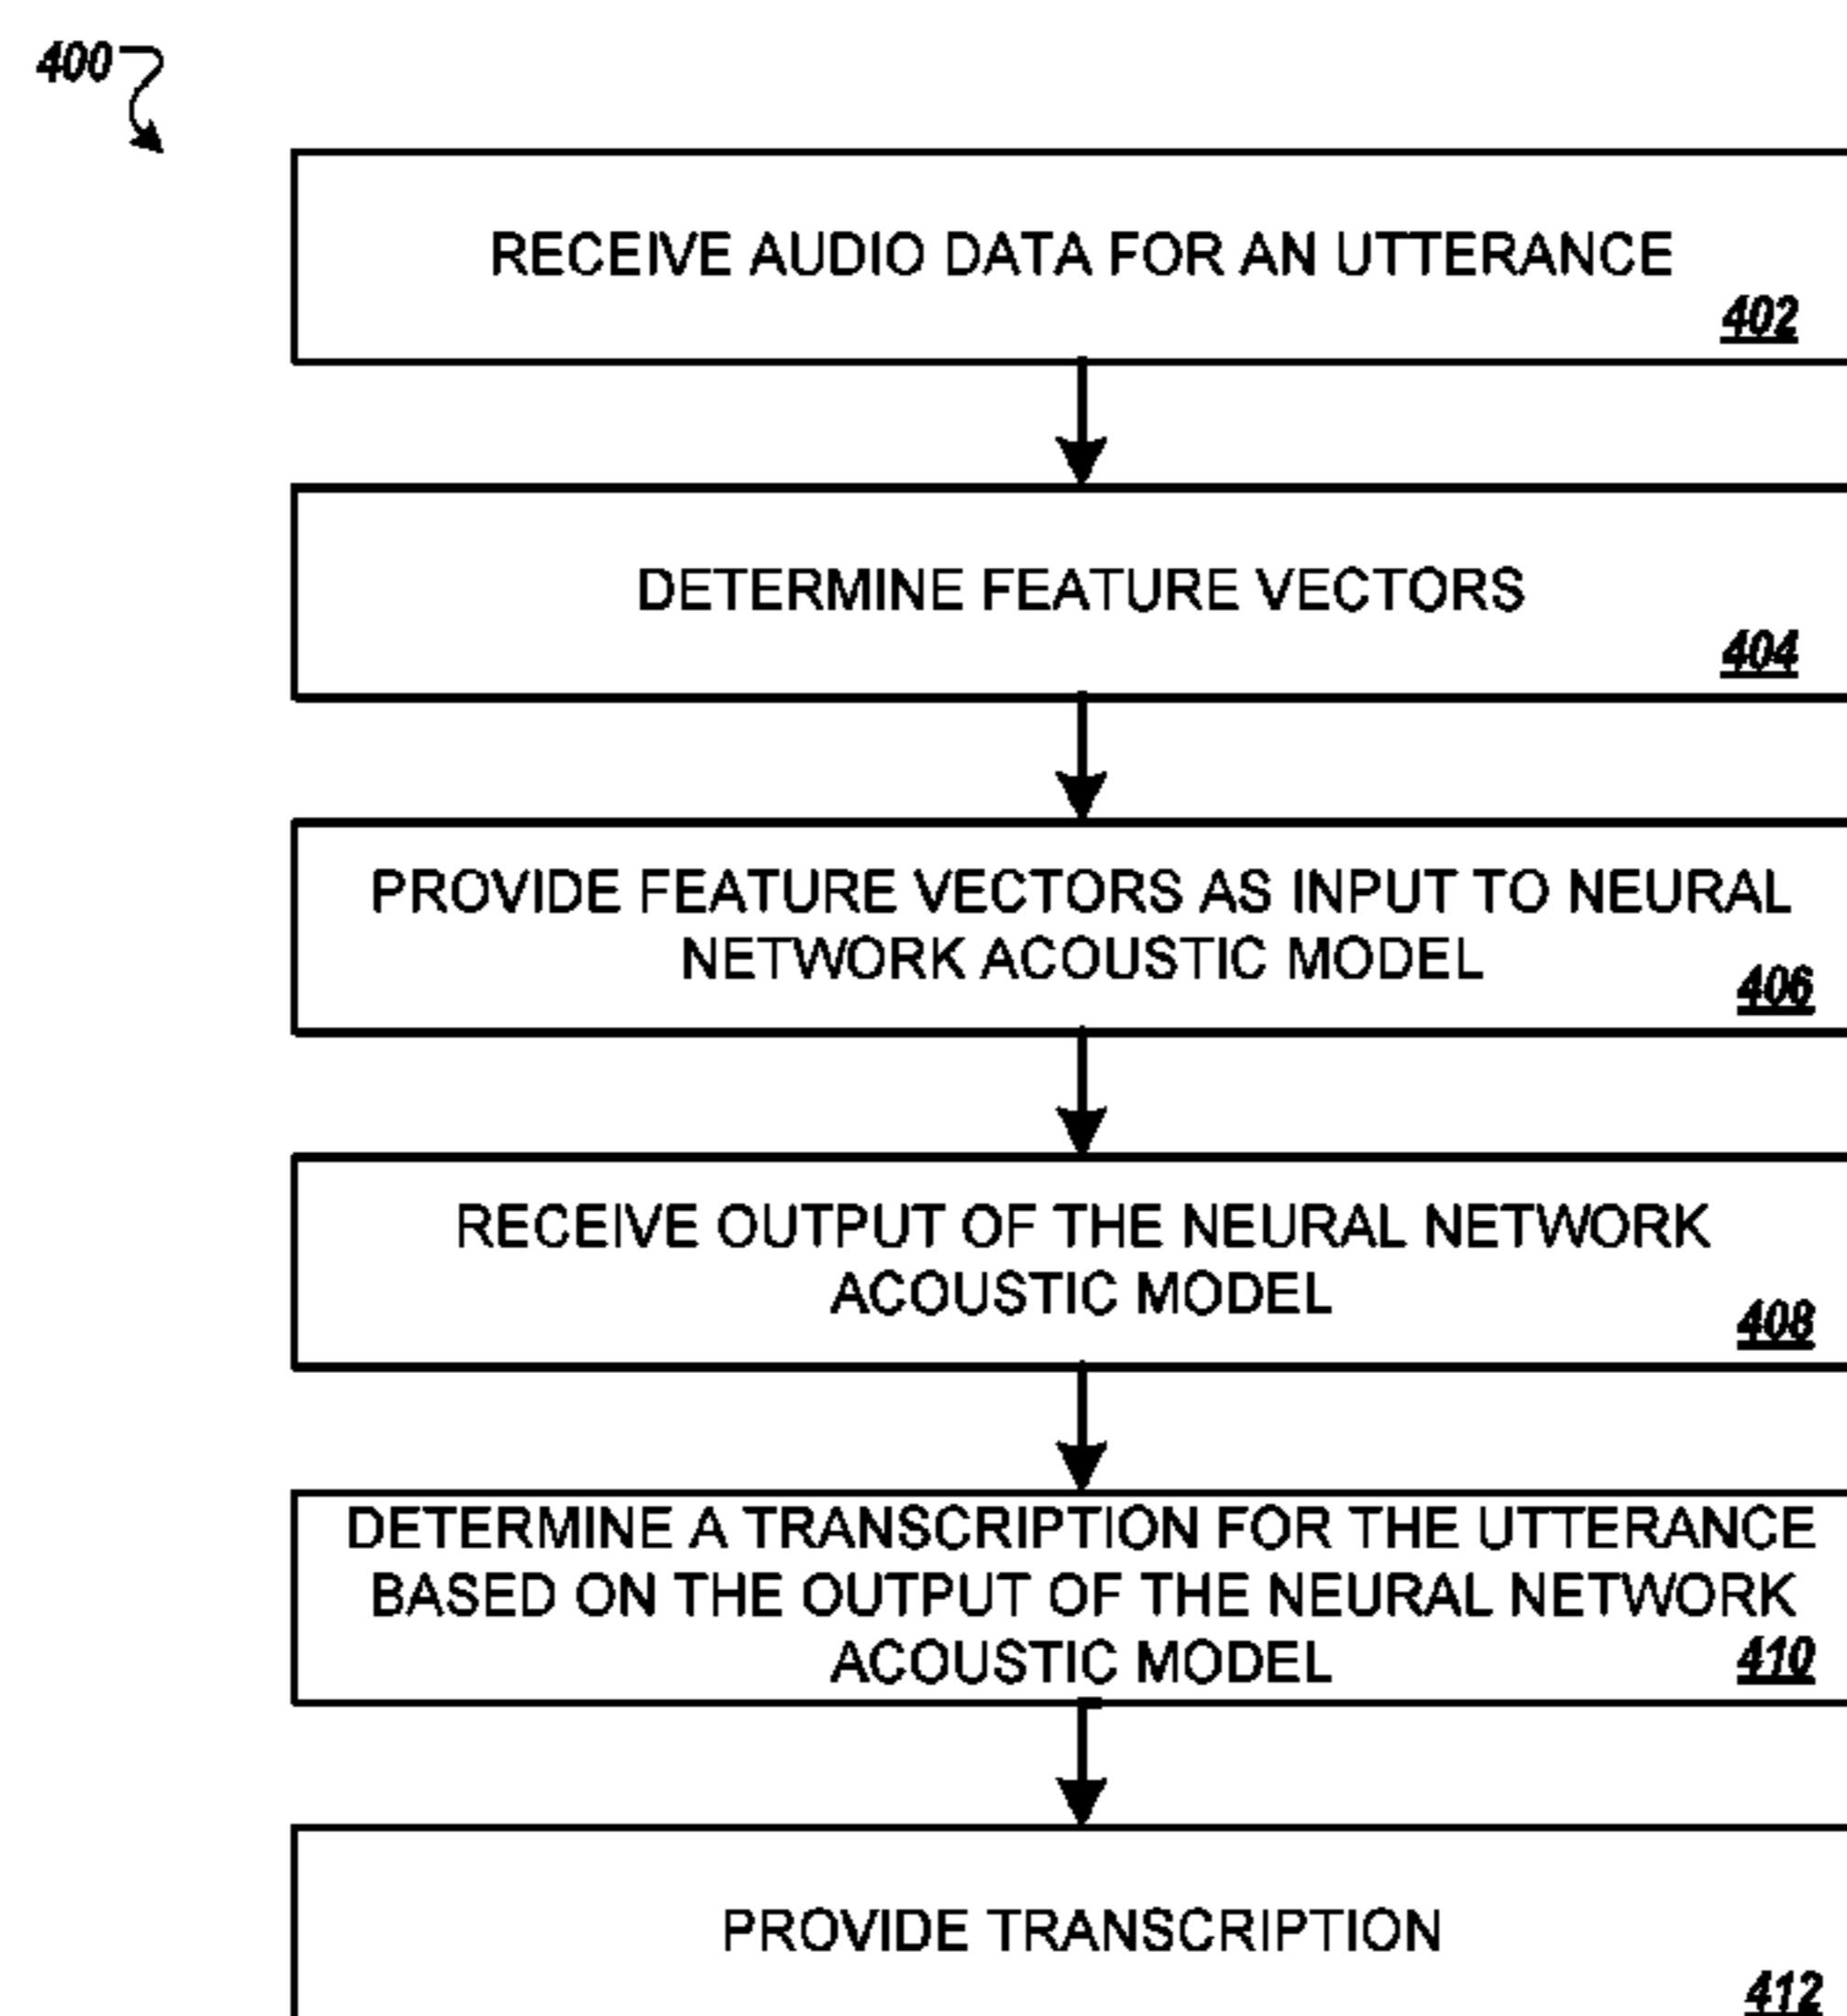 400
RECEIVE AUDIO DATA FOR AN UTTERANCE
402
DETERMINE FEATURE VECTORS
404
PROVIDE FEATURE VECTORS AS INPUT TO NEURAL
NETWORK ACOUSTIC MODEL
406
RECEIVE OUTPUT OF THE NEURAL NETWORK
ACOUSTIC MODEL
408
DETERMINE A TRANSCRIPTION FOR THE UTTERANCE
BASED ON THE OUTPUT OF THE NEURAL NETWORK
ACOUSTIC MODEL
410
PROVIDE TRANSCRIPTION
412